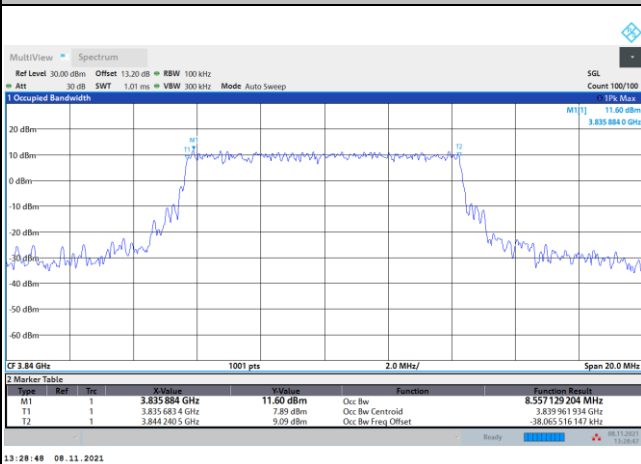 MultiView Spectrum
Ref Level 30.00 dBm Offset 13.20 dB RBW 100 kHz SGL
Att 30 dB SWT 1.01 ms VBW 300 kHz Mode Auto Sweep Count 100/100
1 Occupied Bandwidth 1Pk Max
M1[1] 11.60 dBm
3.835 884 0 GHz
20 dBm
M1
T1
T2
10 dBm
0 dBm
-10 dBm
-20 dBm
-30 dBm
-40 dBm
-50 dBm
-60 dBm
CF 3.84 GHz 1001 pts 2.0 MHz/ Span 20.0 MHz
2 Marker Table
Type Ref Trc X-Value Y-Value Function Function Result
M1 1 3.835 884 GHz 11.60 dBm Occ Bw 8.557 129 204 MHz
T1 1 3.835 683 4 GHz 7.89 dBm Occ Bw Centroid 3.839 961 934 GHz
T2 1 3.844 240 5 GHz 9.09 dBm Occ Bw Freq Offset -38.065 516 147 kHz
Ready 08.11.2021
13:28:47
13:28:48 08.11.2021